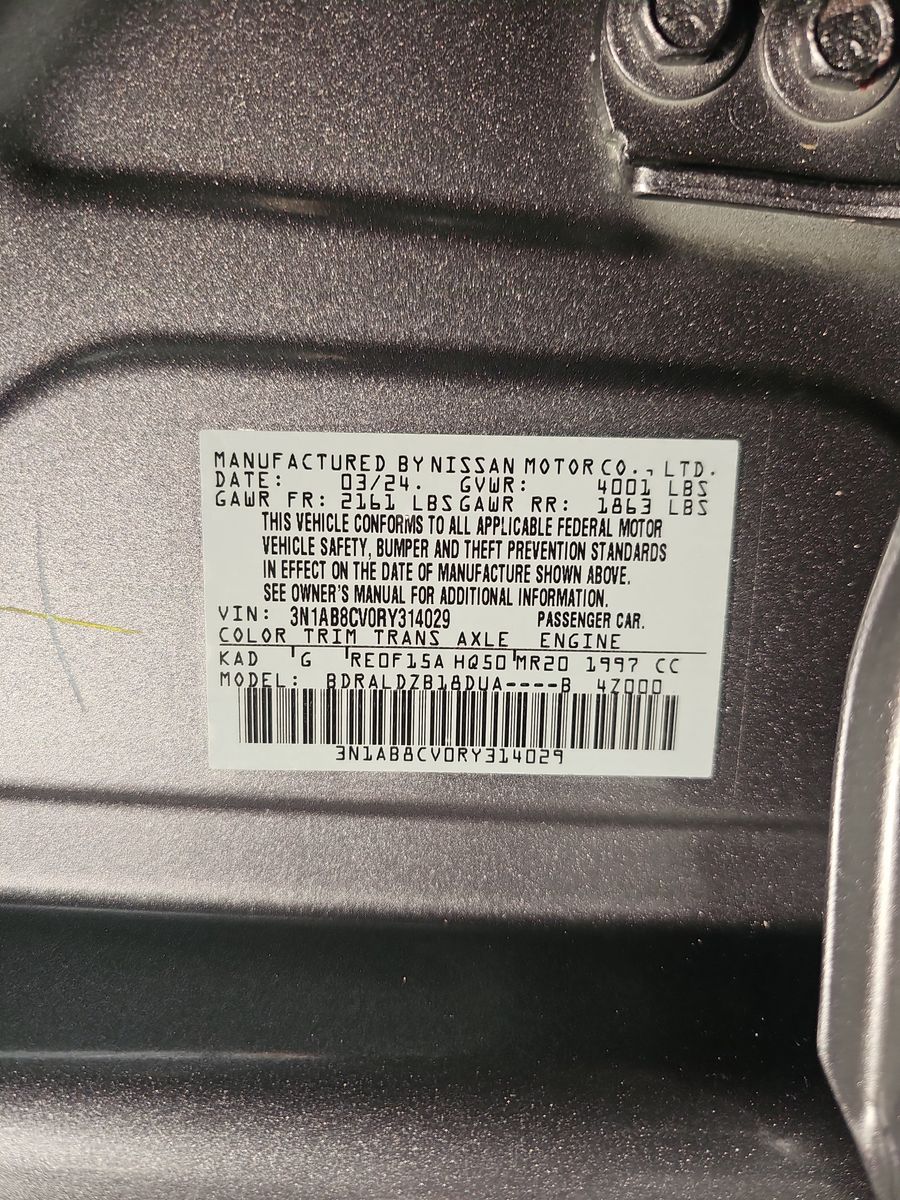 MANUFACTURED BY NISSAN MOTOR CO., LTD.
DATE: 03/24. GVWR: 4001 LBS
GAWR FR: 2161 LBS GAWR RR: 1863 LBS
THIS VEHICLE CONFORMS TO ALL APPLICABLE FEDERAL MOTOR
VEHICLE SAFETY, BUMPER AND THEFT PREVENTION STANDARDS
IN EFFECT ON THE DATE OF MANUFACTURE SHOWN ABOVE.
SEE OWNER'S MANUAL FOR ADDITIONAL INFORMATION.
VIN: 3N1AB8CV0RY314029 PASSENGER CAR.
COLOR TRIM TRANS AXLE ENGINE
KAD G RE0F15A HQ50 MR20 1997 CC
MODEL: BDRALDZB18DUA----B 4Z000
3N1AB8CV0RY314029